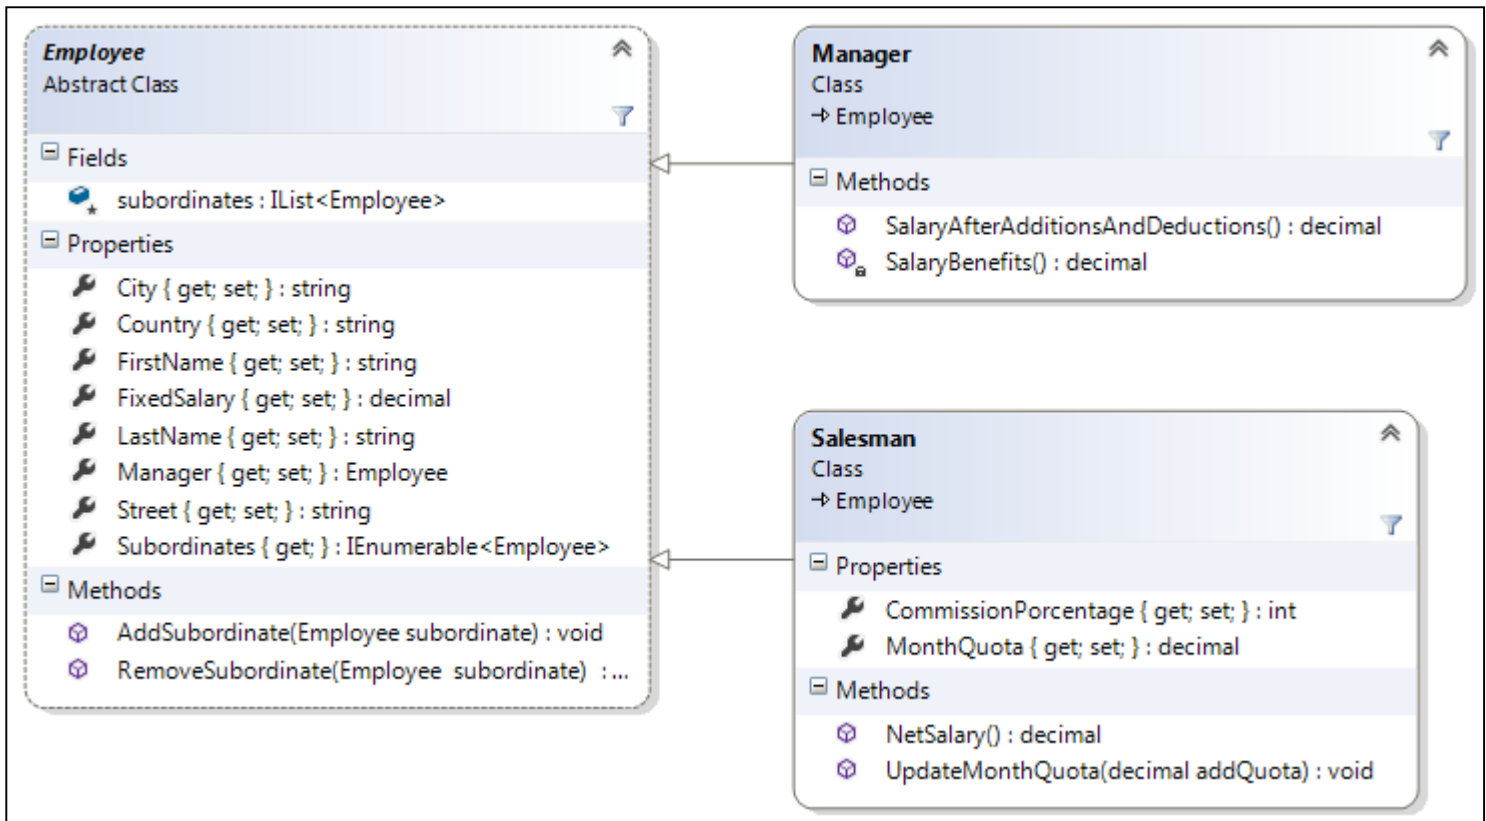 Employee
Abstract Class
Fields
subordinates : IList<Employee>
Properties
City { get; set; } : string
Country { get; set; } : string
FirstName { get; set; } : string
FixedSalary { get; set; } : decimal
LastName { get; set; } : string
Manager { get; set; } : Employee
Street { get; set; } : string
Subordinates { get; } : IEnumerable<Employee>
Methods
AddSubordinate(Employee subordinate) : void
RemoveSubordinate(Employee subordinate) : ...
Manager
Class
Employee
Methods
SalaryAfterAdditionsAndDeductions() : decimal
SalaryBenefits() : decimal
Salesman
Class
Employee
Properties
CommissionPorcentage { get; set; } : int
MonthQuota { get; set; } : decimal
Methods
NetSalary() : decimal
UpdateMonthQuota(decimal addQuota) : void